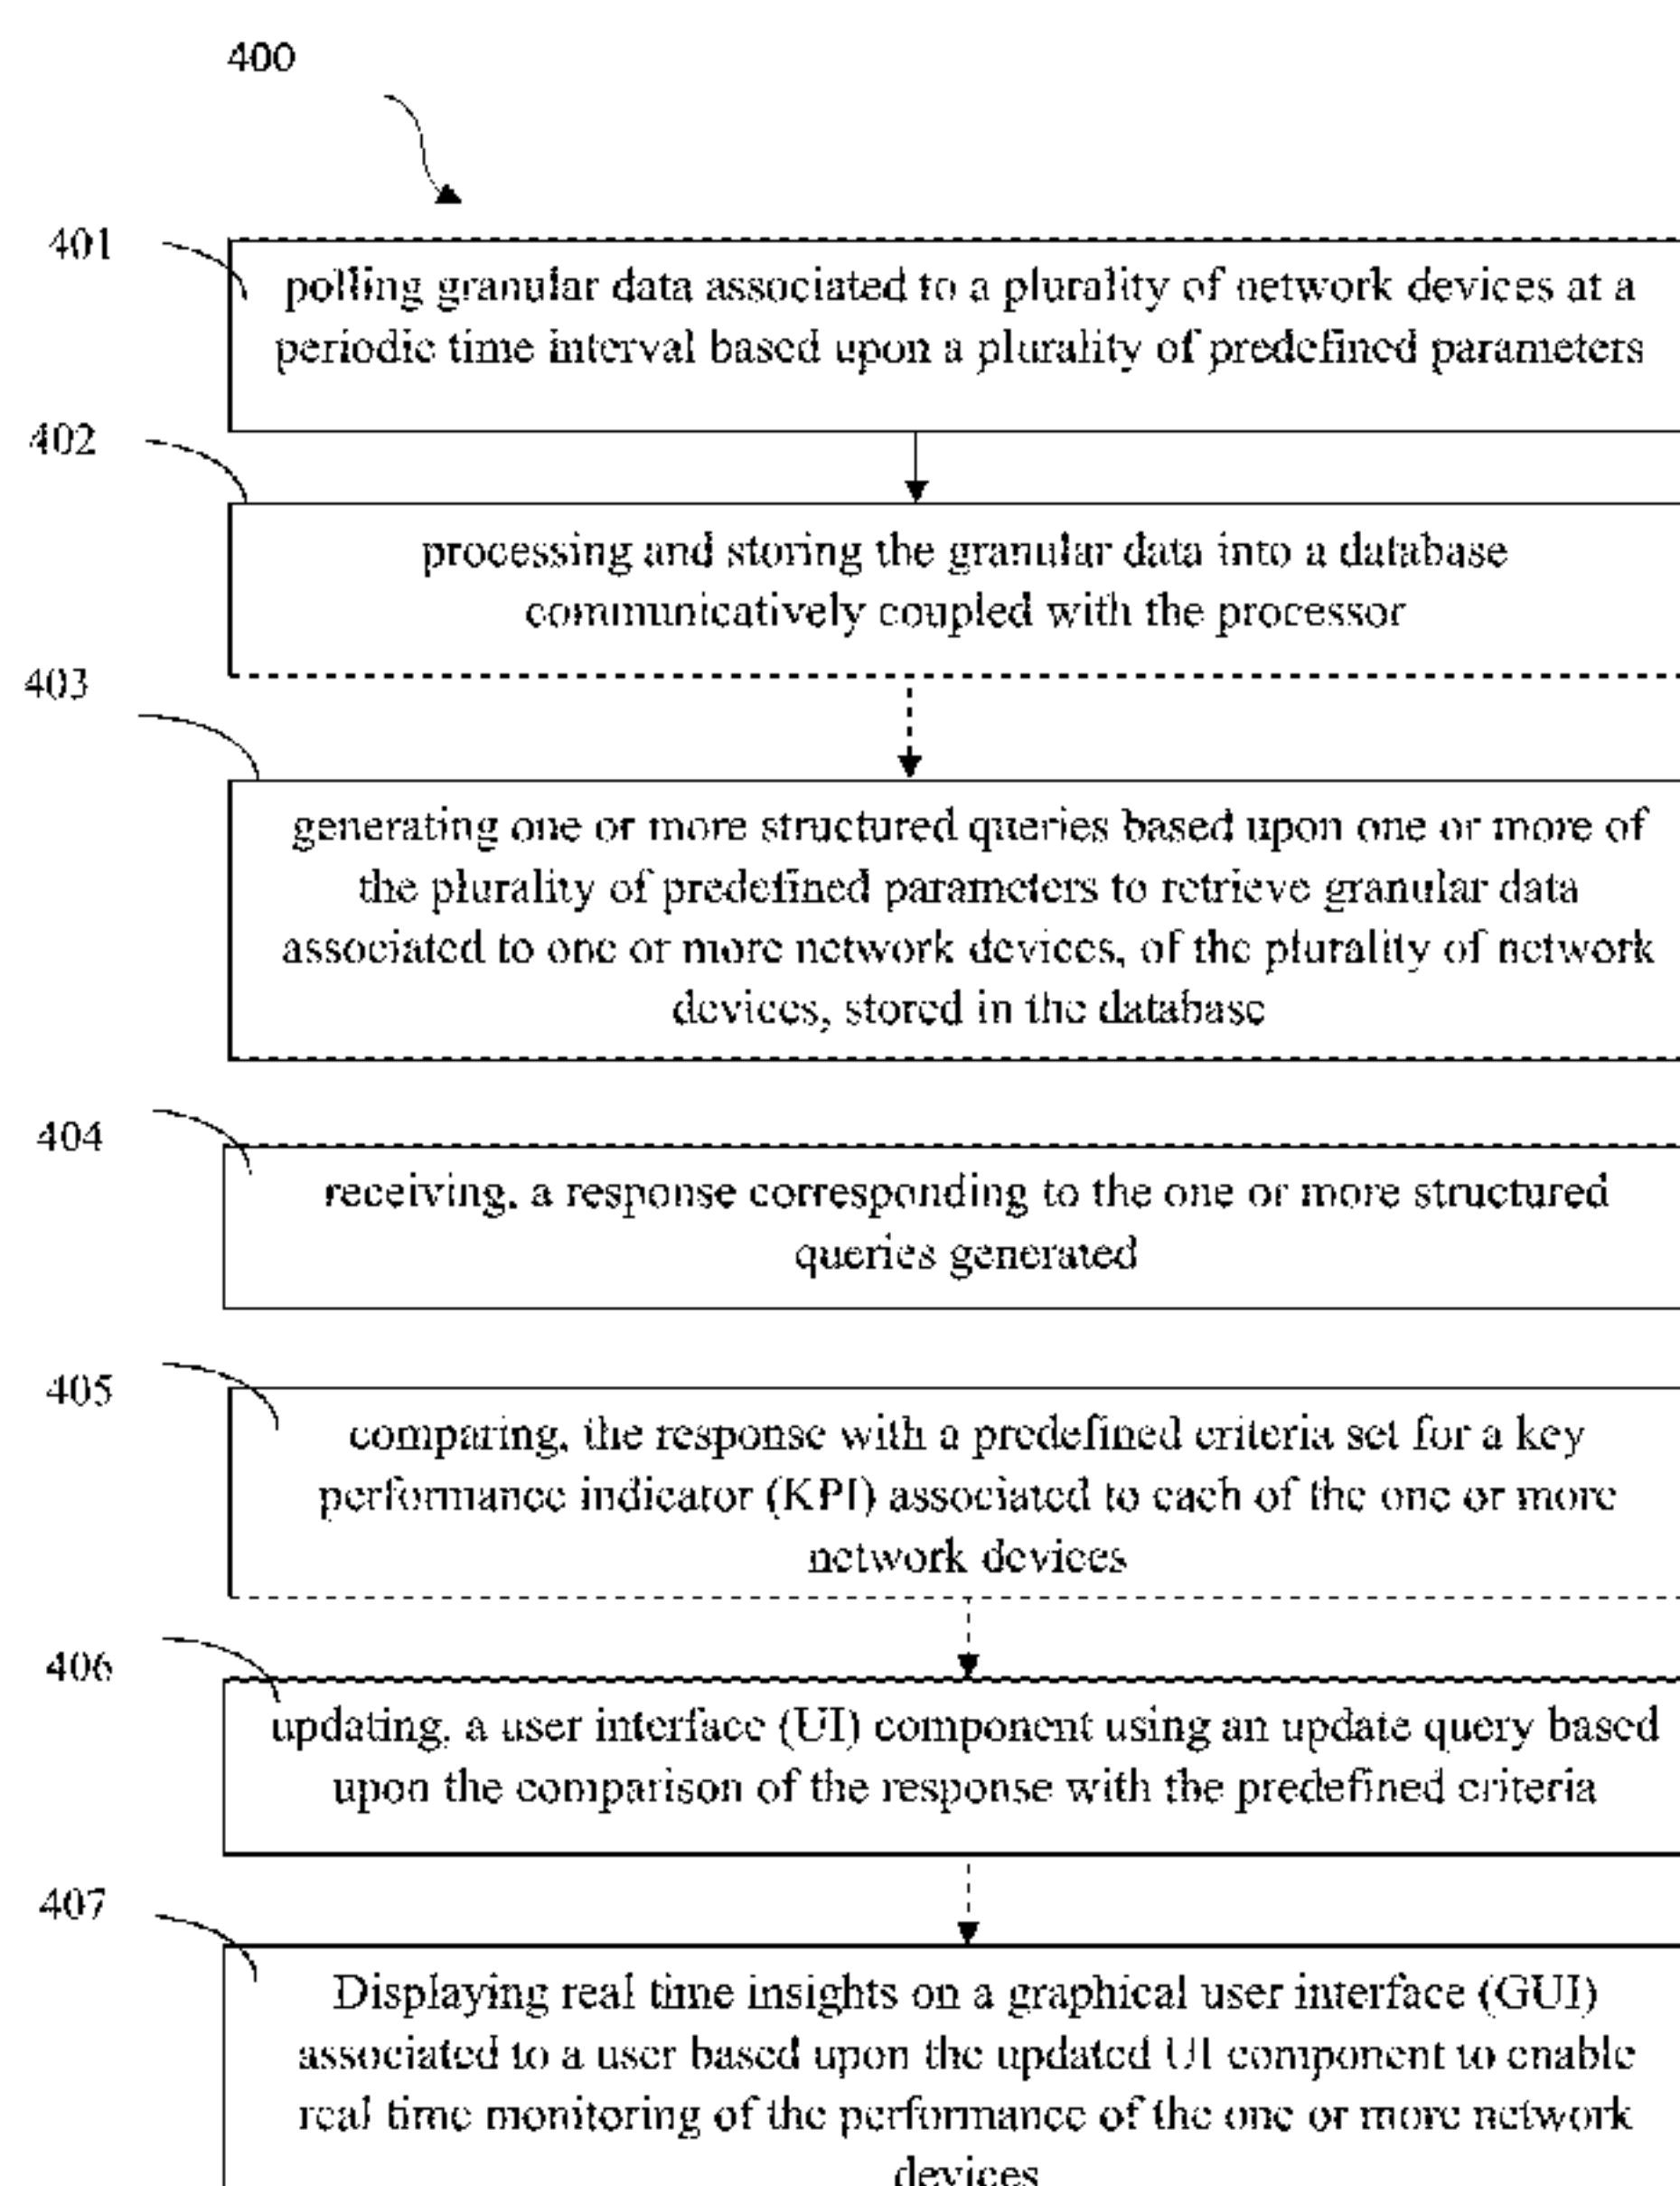 400
401
polling granular data associated to a plurality of network devices at a
periodic time interval based upon a plurality of predefined parameters
402
processing and storing the granular data into a database
communicatively coupled with the processor
403
generating one or more structured queries based upon one or more of
the plurality of predefined parameters to retrieve granular data
associated to one or more network devices, of the plurality of network
devices, stored in the database
404
receiving, a response corresponding to the one or more structured
queries generated
405
comparing, the response with a predefined criteria set for a key
performance indicator (KPI) associated to each of the one or more
network devices
406
updating, a user interface (UI) component using an update query based
upon the comparison of the response with the predefined criteria
407
Displaying real time insights on a graphical user interface (GUI)
associated to a user based upon the updated UI component to enable
real time monitoring of the performance of the one or more network
devices